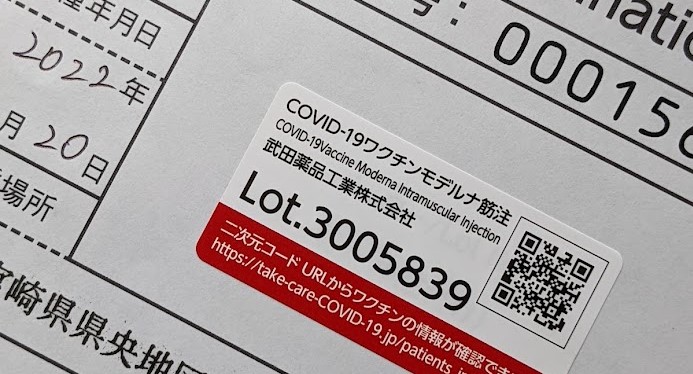 種年月日
2022年
月20日
場所
宮崎県県央地区
号：
000158
COVID-19ワクチンモデルナ筋注
COVID-19Vaccine Moderna Intramuscular Injection
武田薬品工業株式会社
Lot.3005839
二次元コード URLからワクチンの情報が確認でき
https://take-care-COVID-19.jp/patients